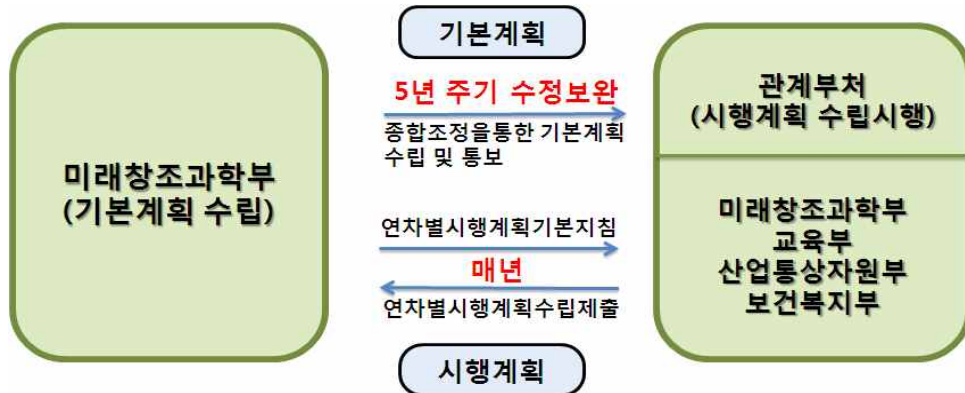 기본계획
미래창조과학부
(기본계획 수립)
5년 주기 수정보완
종합조정을통한 기본계획
수립 및 통보
연차별시행계획기본지침
매년
연차별시행계획수립제출
시행계획
관계부처
(시행계획 수립시행)
미래창조과학부
교육부
산업통상자원부
보건복지부